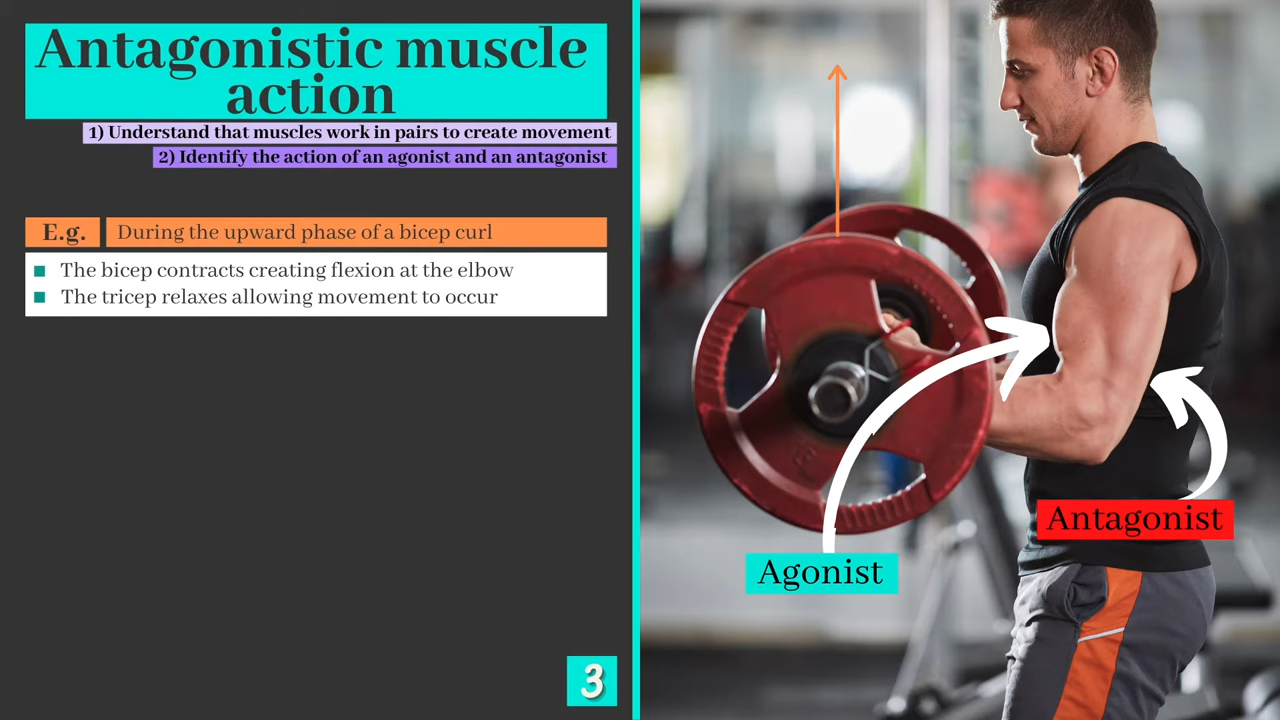 Antagonistic muscle
action
1) Understand that muscles work in pairs to create movement
2) Identify the action of an agonist and an antagonist
E.g. During the upward phase of a bicep curl
The bicep contracts creating flexion at the elbow
The tricep relaxes allowing movement to occur
Antagonist
Agonist
3